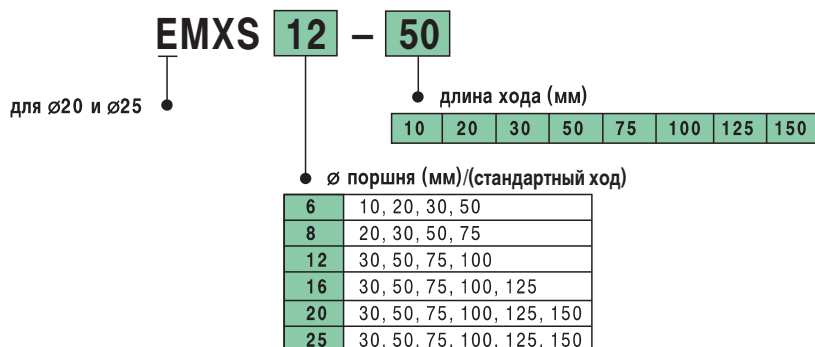 EMXS 12 – 50
для ø20 и ø25
длина хода (мм)
10 20 30 50 75 100 125 150
ø поршня (мм)/(стандартный ход)
6 10, 20, 30, 50
8 20, 30, 50, 75
12 30, 50, 75, 100
16 30, 50, 75, 100, 125
20 30, 50, 75, 100, 125, 150
25 30, 50, 75, 100, 125, 150